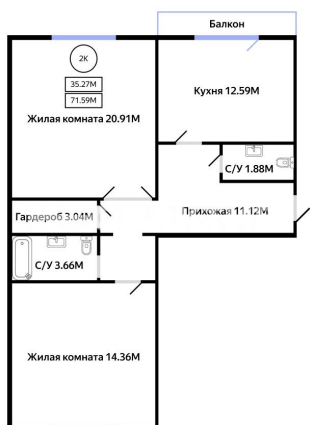 Балкон
2К
35.27М
71.59М
Кухня 12.59М
Жилая комната 20.91М
С/У 1.88М
Гардероб 3.04М
Прихожая 11.12М
С/У 3.66М
Жилая комната 14.36М